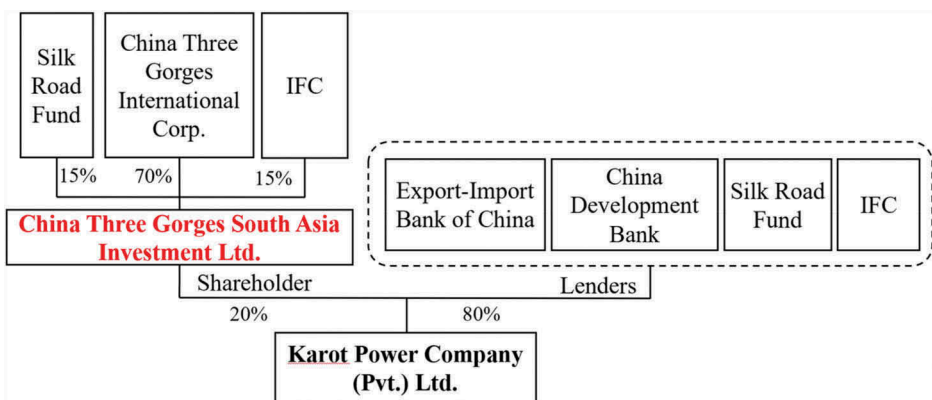 Silk
Road
Fund
China Three
Gorges
International
Corp.
IFC
15%
70%
15%
China Three Gorges South Asia
Investment Ltd.
Export-Import
Bank of China
China
Development
Bank
Silk Road
Fund
IFC
Shareholder
Lenders
20%
80%
Karot Power Company
(Pvt.) Ltd.